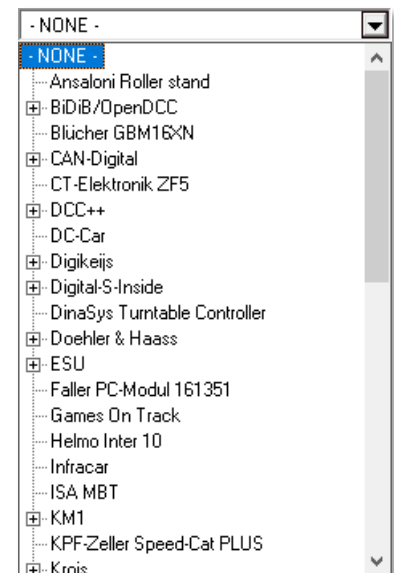 - NONE -
- NONE -
Ansaloni Roller stand
BiDiB/OpenDCC
Blücher GBM16XN
CAN-Digital
CT-Elektronik ZF5
DCC++
DC-Car
Digikeijs
Digital-S-Inside
DinaSys Turntable Controller
Doehler & Haass
ESU
Faller PC-Modul 161351
Games On Track
Helmo Inter 10
Infracar
ISA MBT
KM1
KPF-Zeller Speed-Cat PLUS
Krois